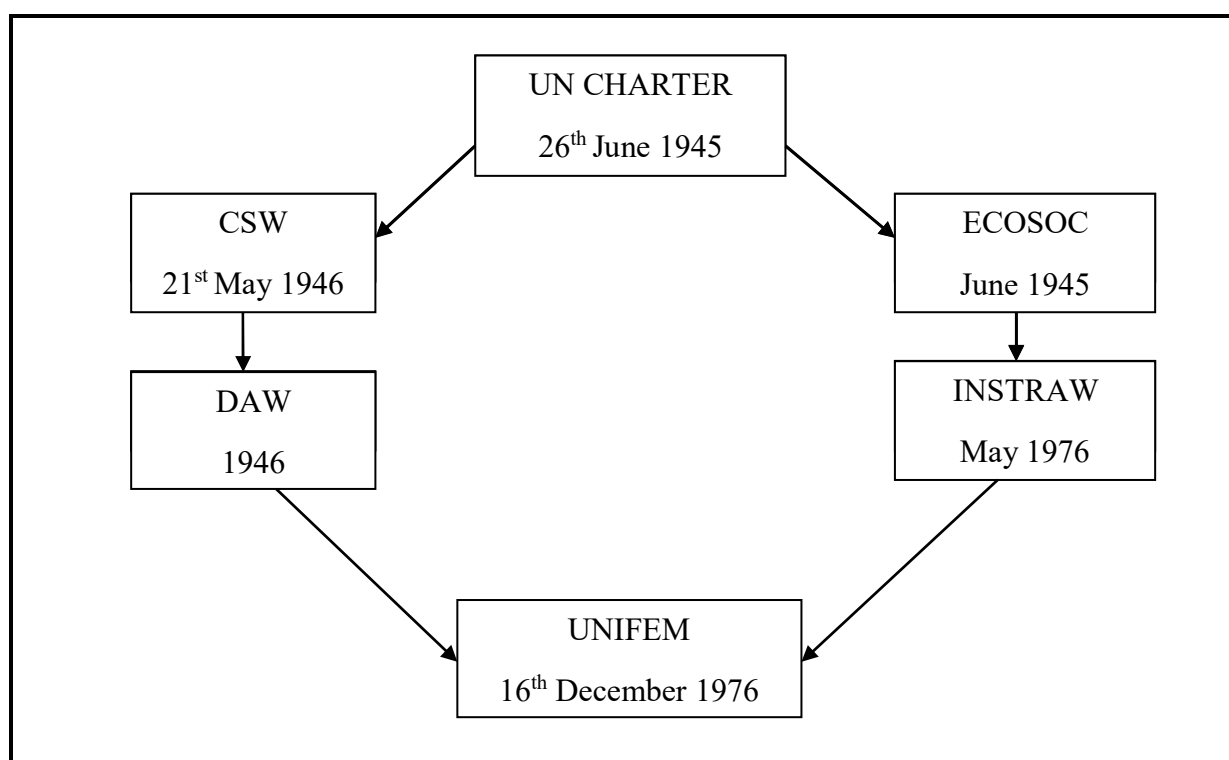 UN CHARTER
26th June 1945
CSW
21st May 1946
ECOSOC
June 1945
DAW
1946
INSTRAW
May 1976
UNIFEM
16th December 1976